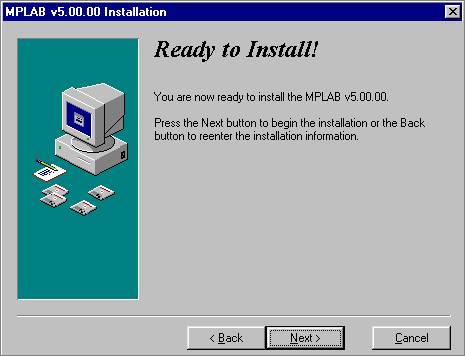 MPLAB v5.00.00 Installation
Ready to Install!
You are now ready to install the MPLAB v5.00.00.
Press the Next button to begin the installation or the Back
button to reenter the installation information.
< Back
Next >
Cancel